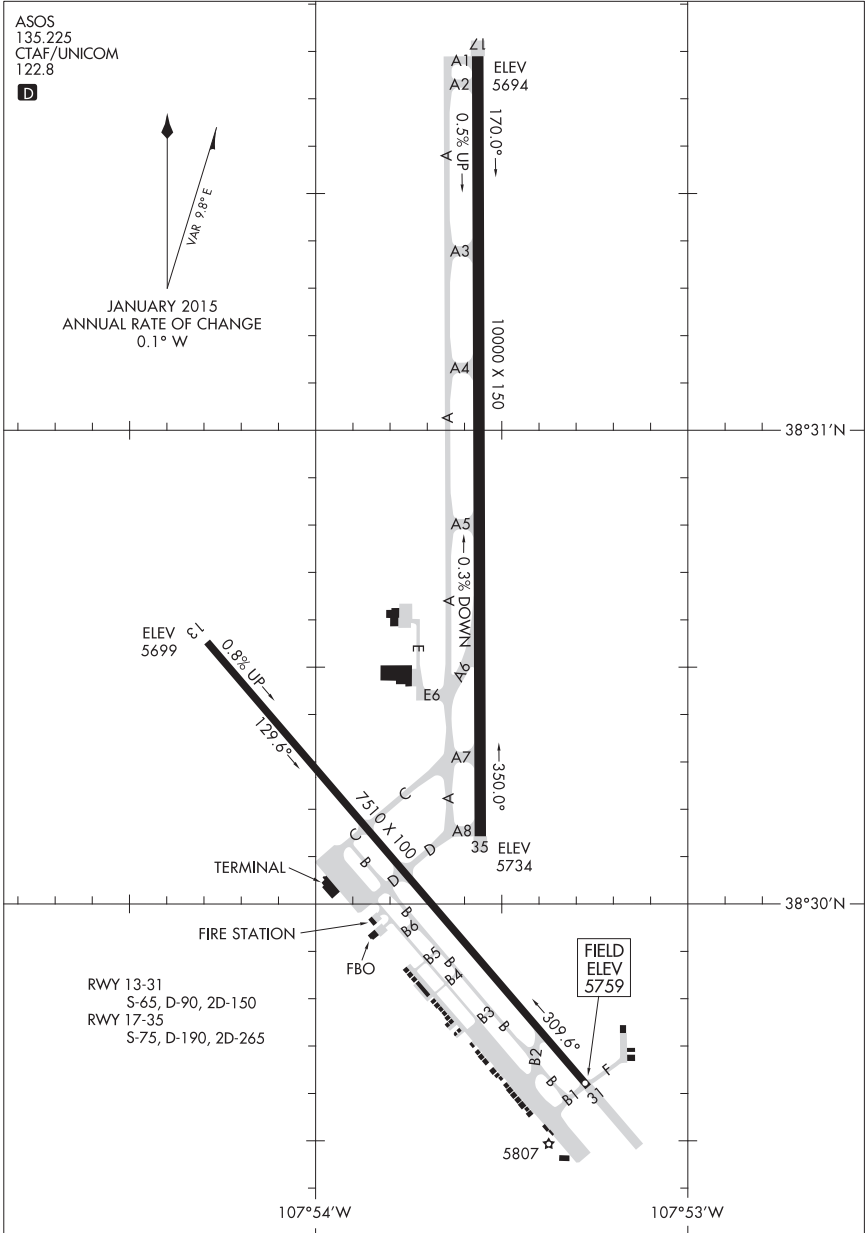 ASOS
135.225
CTAF/UNICOM
122.8
D
VAR 9.8° E
JANUARY 2015
ANNUAL RATE OF CHANGE
0.1° W
17
ELEV
5694
A1
A2
170.0°
0.5% UP
A
A3
10000 X 150
A4
A
38°31'N
A5
0.3% DOWN
A
E
A6
E6
ELEV
5699
13
0.8% UP
129.6°
A7
350.0°
C
A
A8
35
ELEV
5734
7510 X 100
C
B
D
D
TERMINAL
38°30'N
B
B6
FIRE STATION
FBO
B5
B
B4
FIELD
ELEV
5759
RWY 13-31
S-65, D-90, 2D-150
RWY 17-35
S-75, D-190, 2D-265
B3
B
309.6°
B2
B
F
B1
31
5807
107°54'W
107°53'W